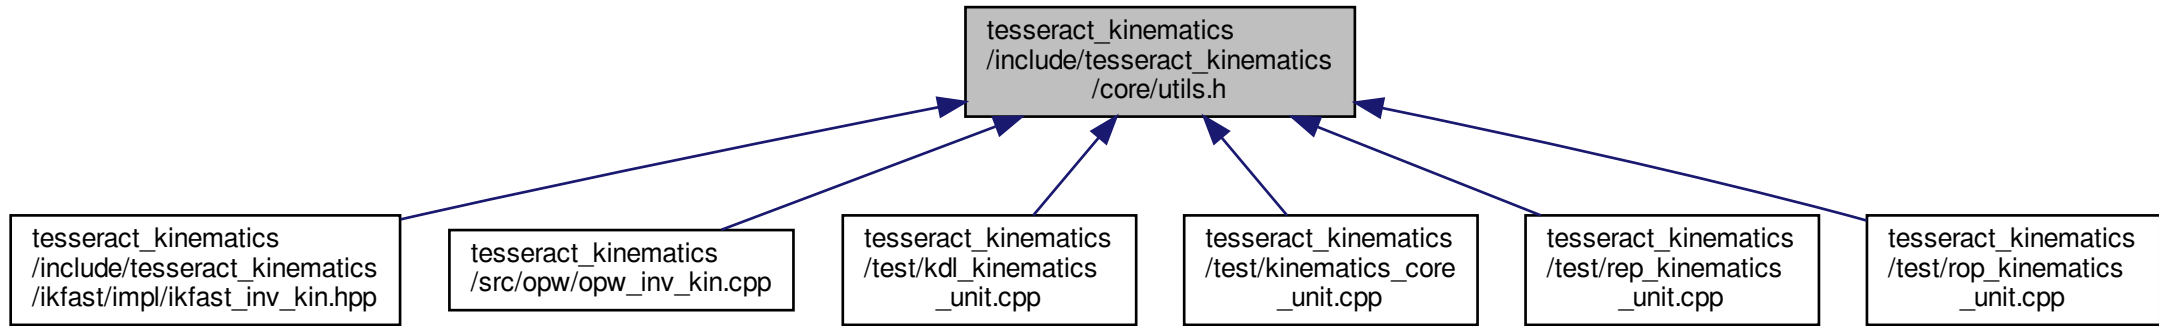 tesseract_kinematics
/include/tesseract_kinematics
/core/utils.h
tesseract_kinematics
/include/tesseract_kinematics
/ikfast/impl/ikfast_inv_kin.hpp
tesseract_kinematics
/src/opw/opw_inv_kin.cpp
tesseract_kinematics
/test/kdl_kinematics
_unit.cpp
tesseract_kinematics
/test/kinematics_core
_unit.cpp
tesseract_kinematics
/test/rep_kinematics
_unit.cpp
tesseract_kinematics
/test/rop_kinematics
_unit.cpp